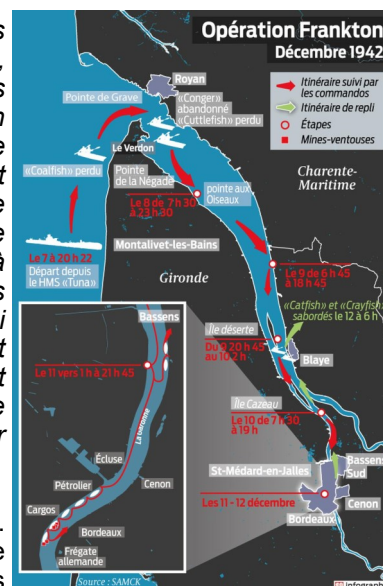 Opération Frankton
Décembre 1942
Itinéraire suivi par
les commandos
Itinéraire de repli
Étapes
Mines-ventouses
Royan
Pointe de Grave
«Conger»
abandonné
«Cuttlefish» perdu
Le Verdon
«Coalfish» perdu
Pointe
de la Négade
pointe aux
Oiseaux
Charente-
Maritime
Le 8 de 7 h 30
à 23 h 30
Le 7 à 20 h 22
Départ depuis
le HMS «Tuna»
Montalivet-les-Bains
Gironde
Le 9 de 6 h 45
à 18 h 45
«Catfish» et «Crayfish»
sabordés le 12 à 6 h
Île déserte
Du 9 20 h 45
au 10 2 h
Blaye
Île Cazeau
Le 10 de 7 h 30
à 19 h
St-Médard-en-Jalles
Bassens
Sud
Cenon
Les 11 - 12 décembre
Bordeaux
Bassens
Le 11 vers 1 h à 21 h 45
La Garonne
Écluse
Pétrolier
Cenon
Cargos
Bordeaux
Frégate
allemande
Source : SAMCK